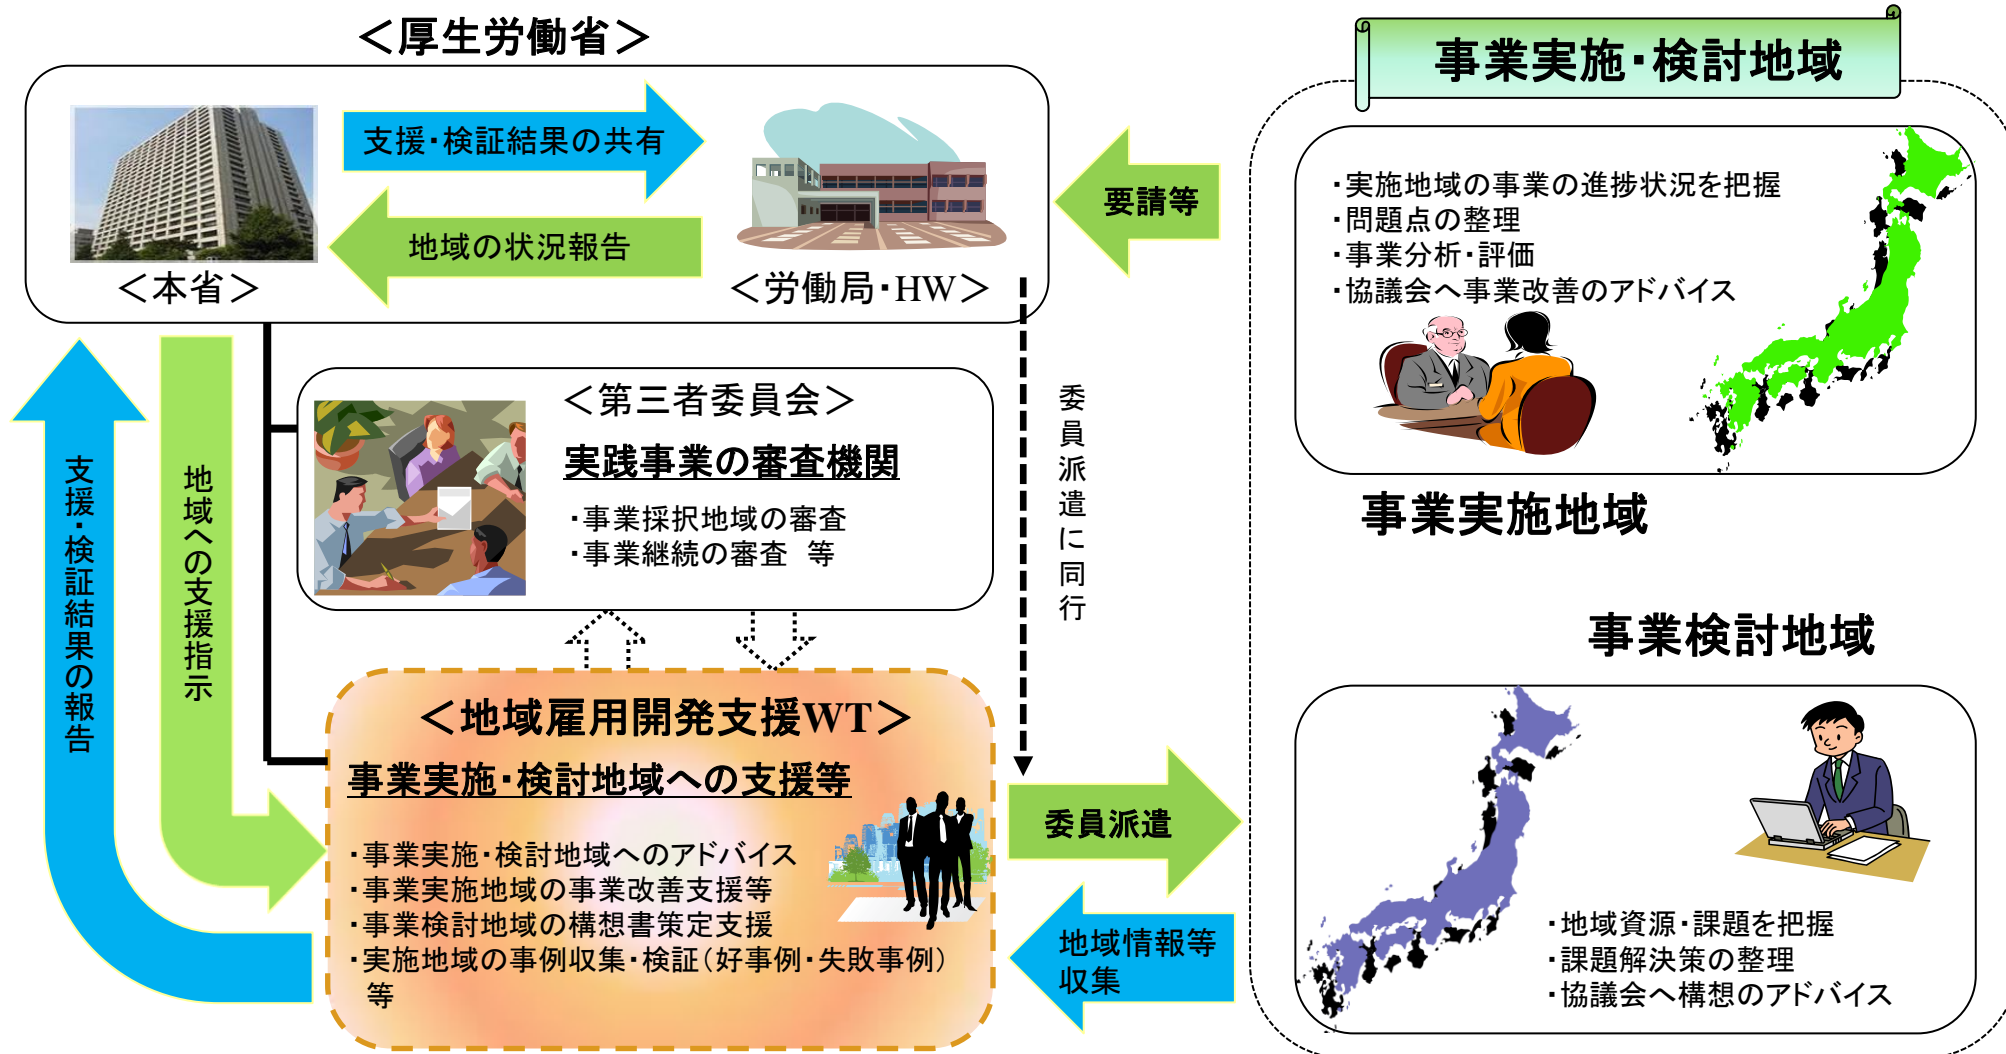 ＜厚生労働省＞
支援・検証結果の共有
地域の状況報告
＜本省＞
＜労働局・HW＞
要請等
事業実施・検討地域
・実施地域の事業の進捗状況を把握
・問題点の整理
・事業分析・評価
・協議会へ事業改善のアドバイス
事業実施地域
＜第三者委員会＞
実践事業の審査機関
・事業採択地域の審査
・事業継続の審査　等
委員派遣に同行
支援・検証結果の報告
地域への支援指示
＜地域雇用開発支援WT＞
事業実施・検討地域への支援等
・事業実施・検討地域へのアドバイス
・事業実施地域の事業改善支援等
・事業検討地域の構想書策定支援
・実施地域の事例収集・検証（好事例・失敗事例）
等
委員派遣
地域情報等
収集
事業検討地域
・地域資源・課題を把握
・課題解決策の整理
・協議会へ構想のアドバイス